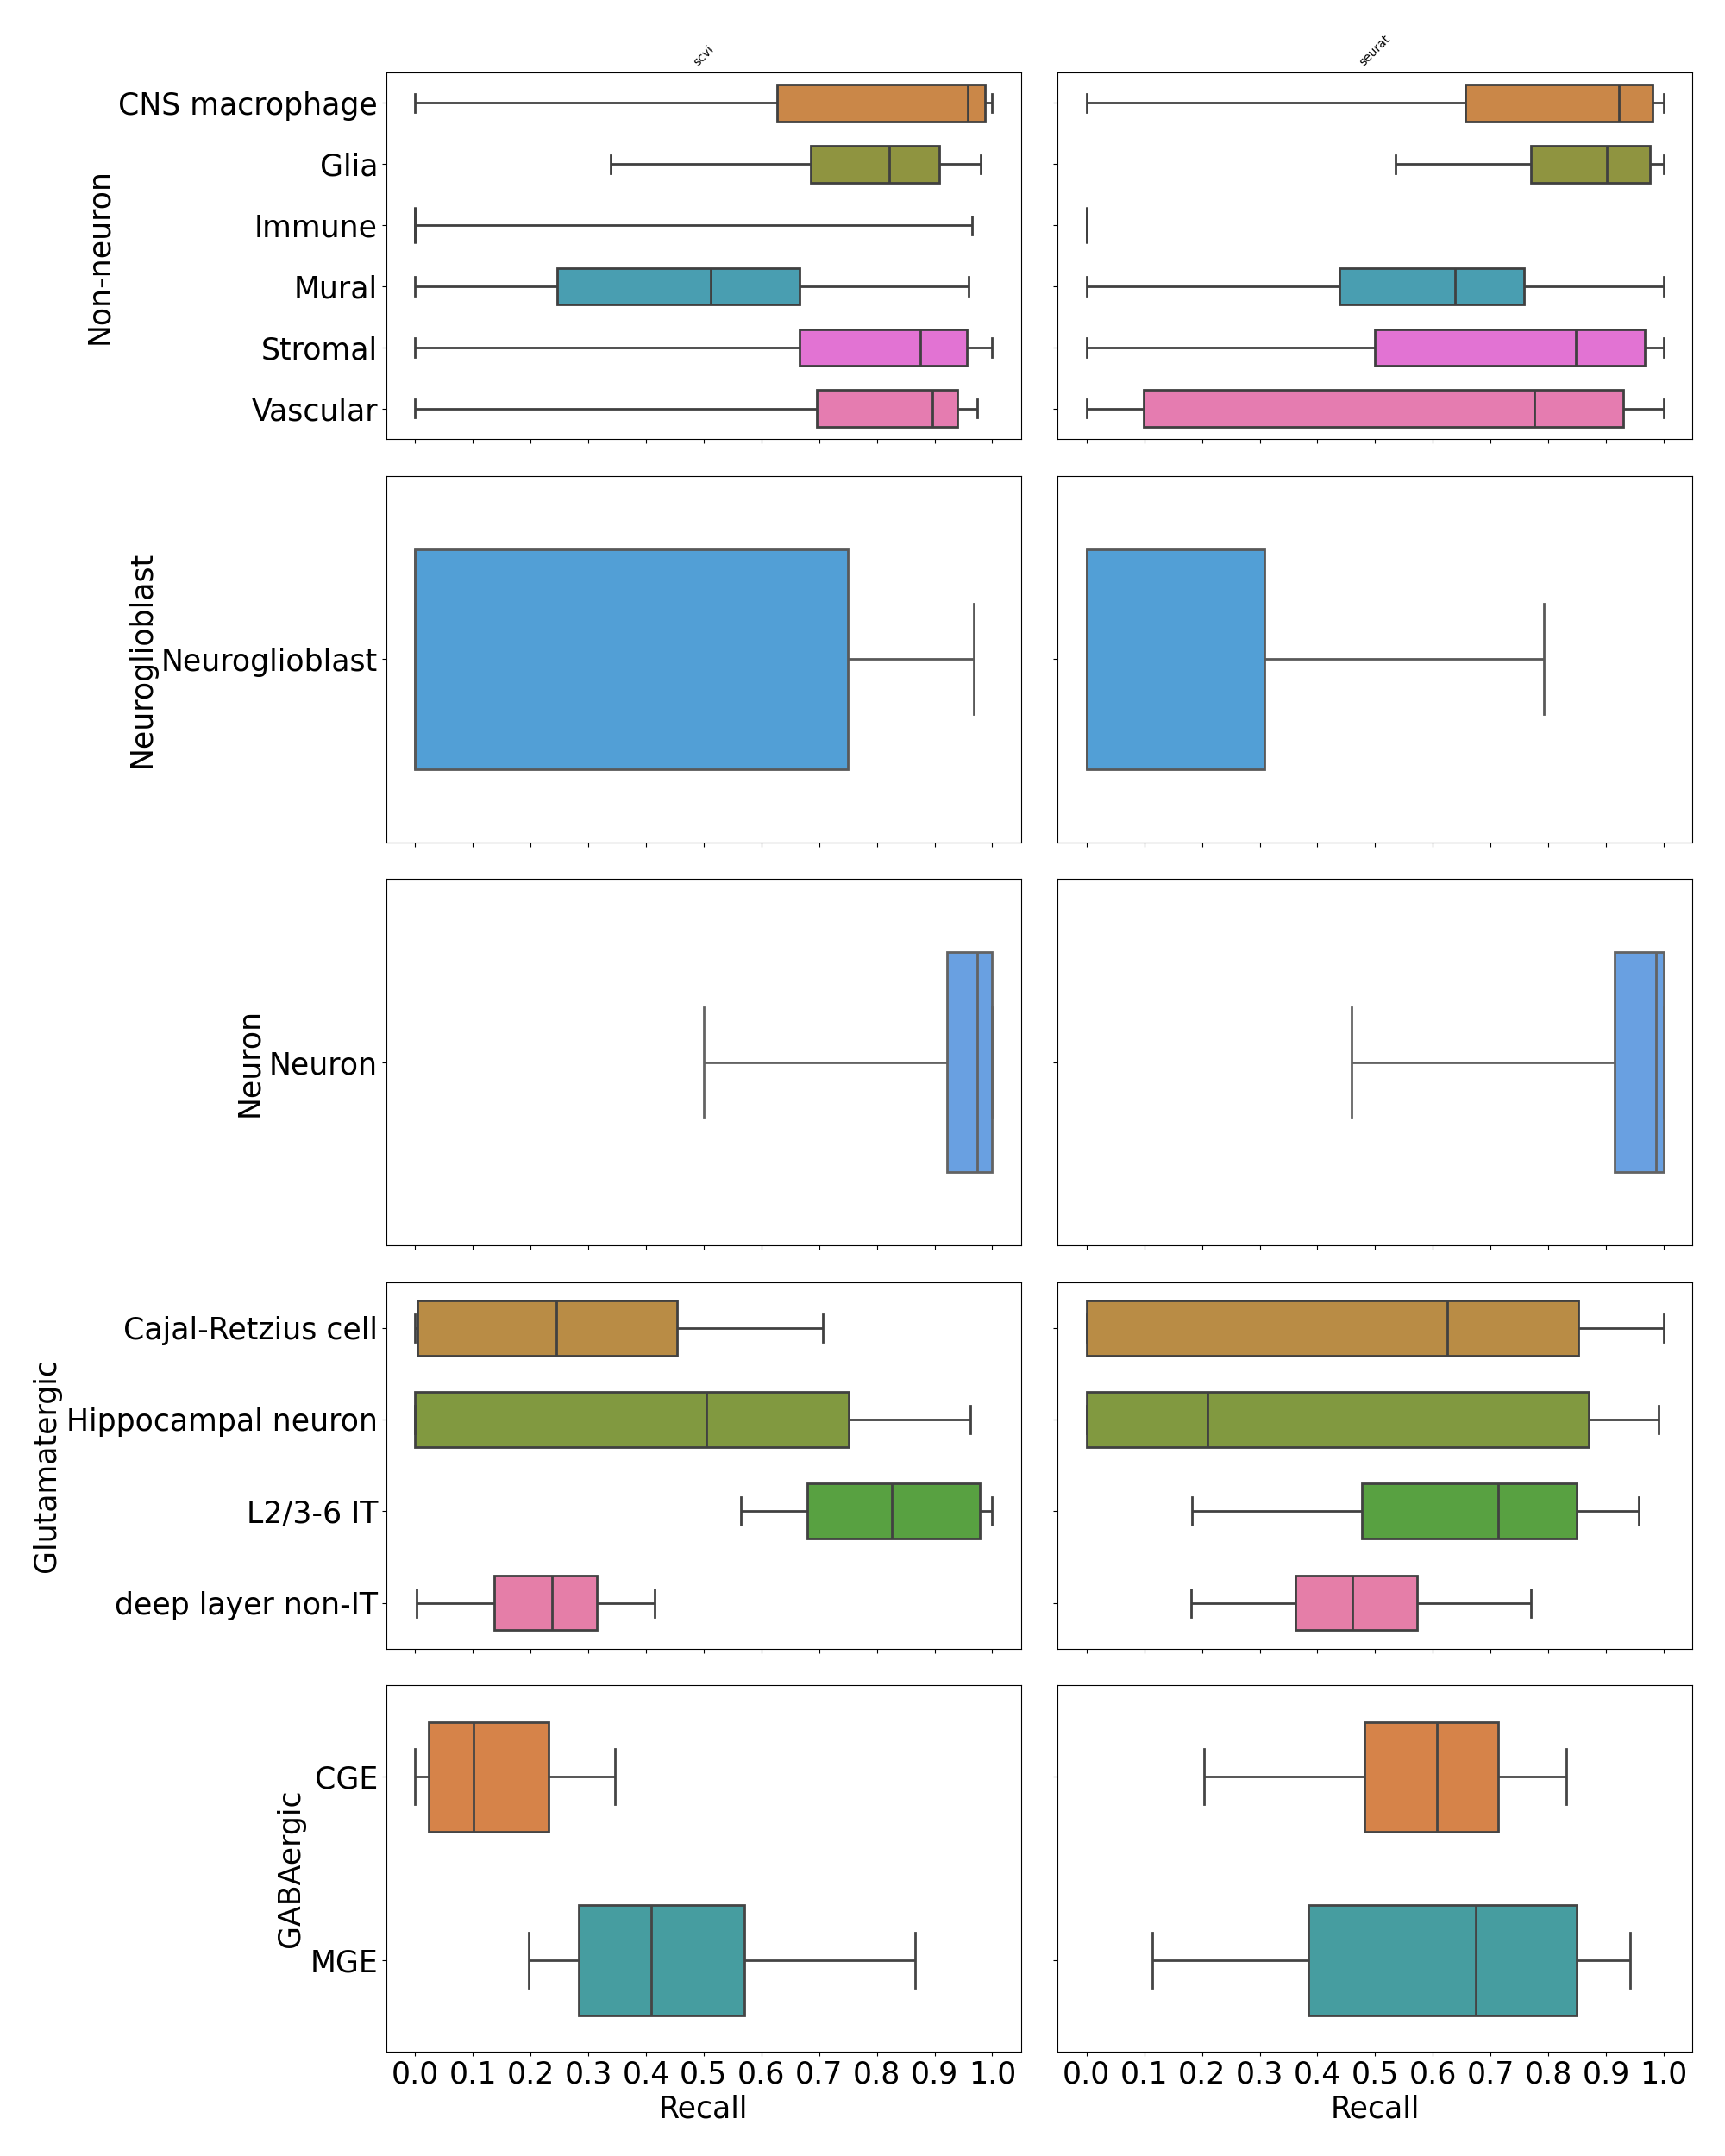 scvi
seurat
Non-neuron
CNS macrophage
Glia
Immune
Mural
Stromal
Vascular
Neuroglioblast
Neuroglioblast
Neuron
Neuron
Glutamatergic
Cajal-Retzius cell
Hippocampal neuron
L2/3-6 IT
deep layer non-IT
GABAergic
CGE
MGE
0.0 0.1 0.2 0.3 0.4 0.5 0.6 0.7 0.8 0.9 1.0
Recall
0.0 0.1 0.2 0.3 0.4 0.5 0.6 0.7 0.8 0.9 1.0
Recall